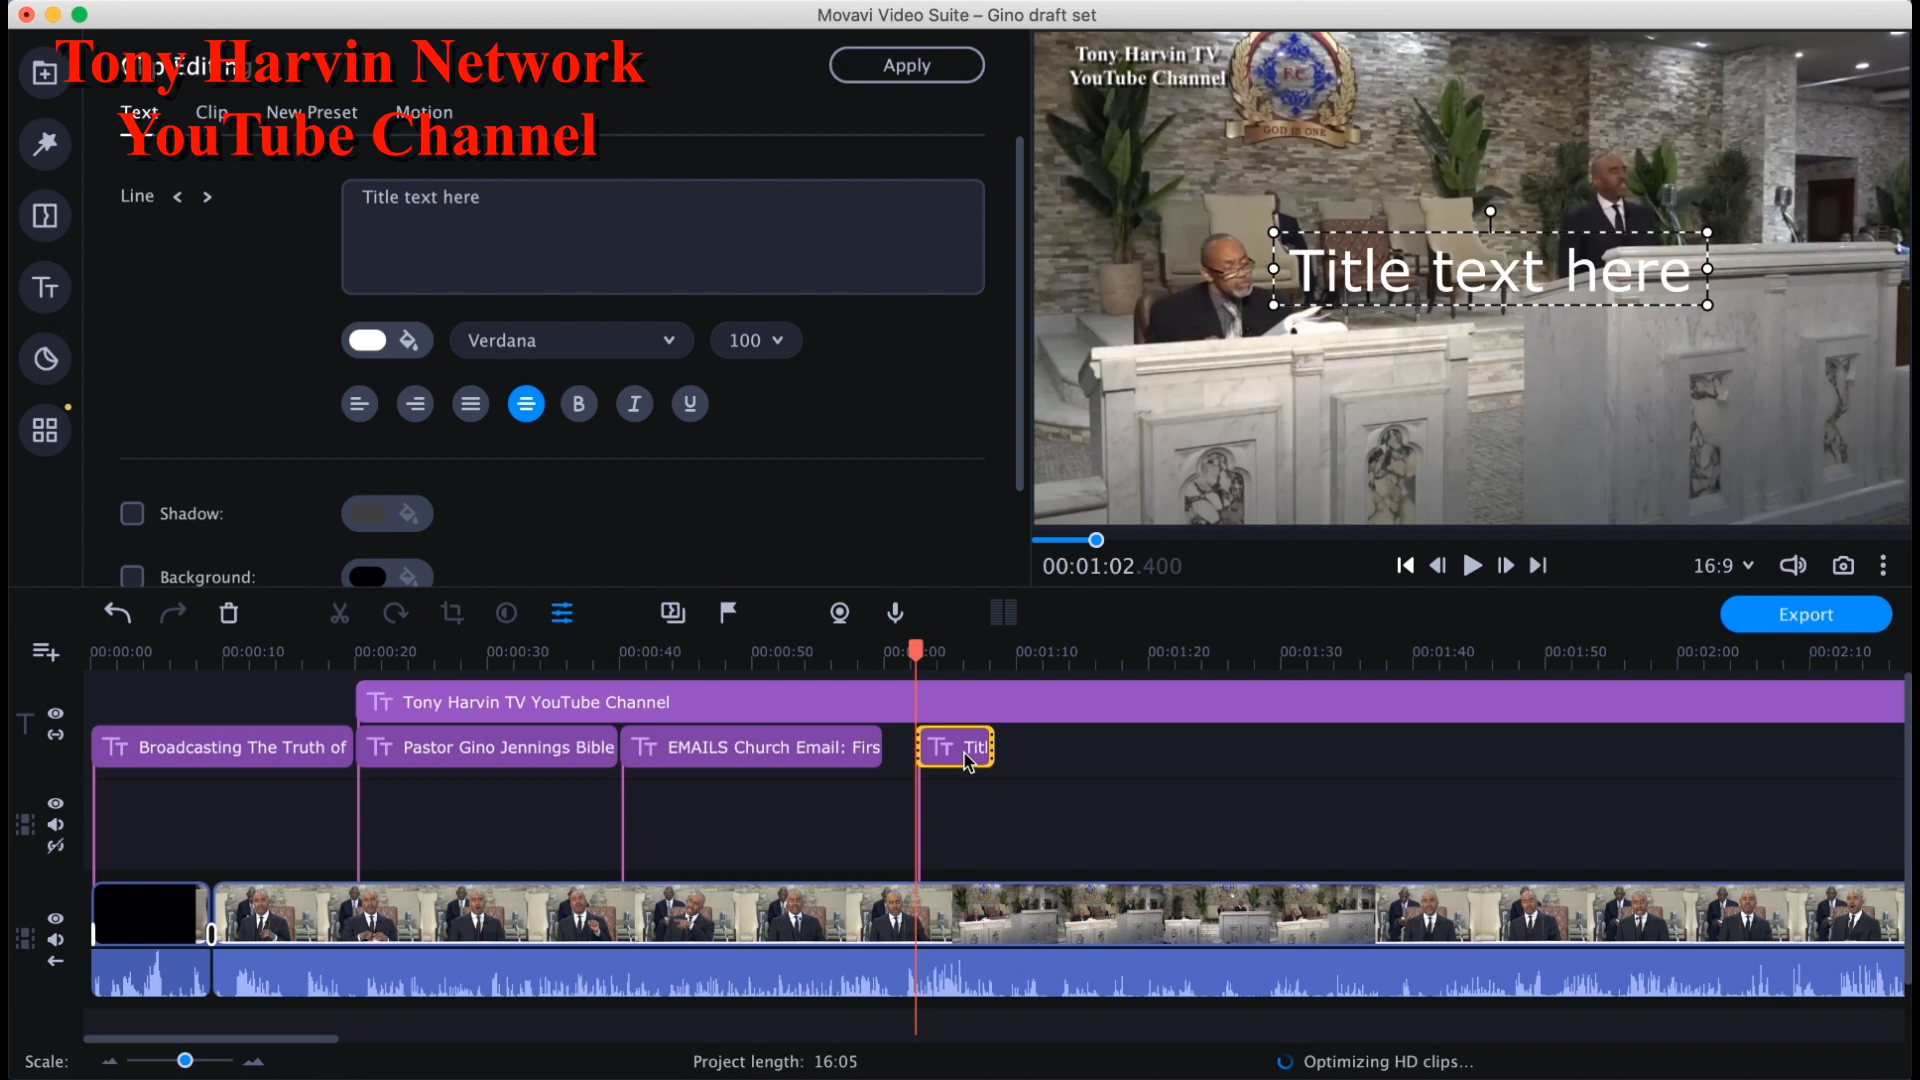 Movavi Video Suite – Gino draft set
Tony Harvin Network
YouTube Channel
Clip Editing
Apply
Text Clip New Preset Motion
Line
Title text here
Verdana
100
B I U
Shadow:
Background:
Tony Harvin TV
YouTube Channel
F.C.
GOD IS ONE
Title text here
00:01:02.400
16:9
Export
00:00:00 00:00:10 00:00:20 00:00:30 00:00:40 00:00:50 00:01:10 00:01:20 00:01:30 00:01:40 00:01:50 00:02:00 00:02:10
Tony Harvin TV YouTube Channel
Broadcasting The Truth of
Pastor Gino Jennings Bible
EMAILS Church Email: Firs
Titl
Scale:
Project length: 16:05
Optimizing HD clips...